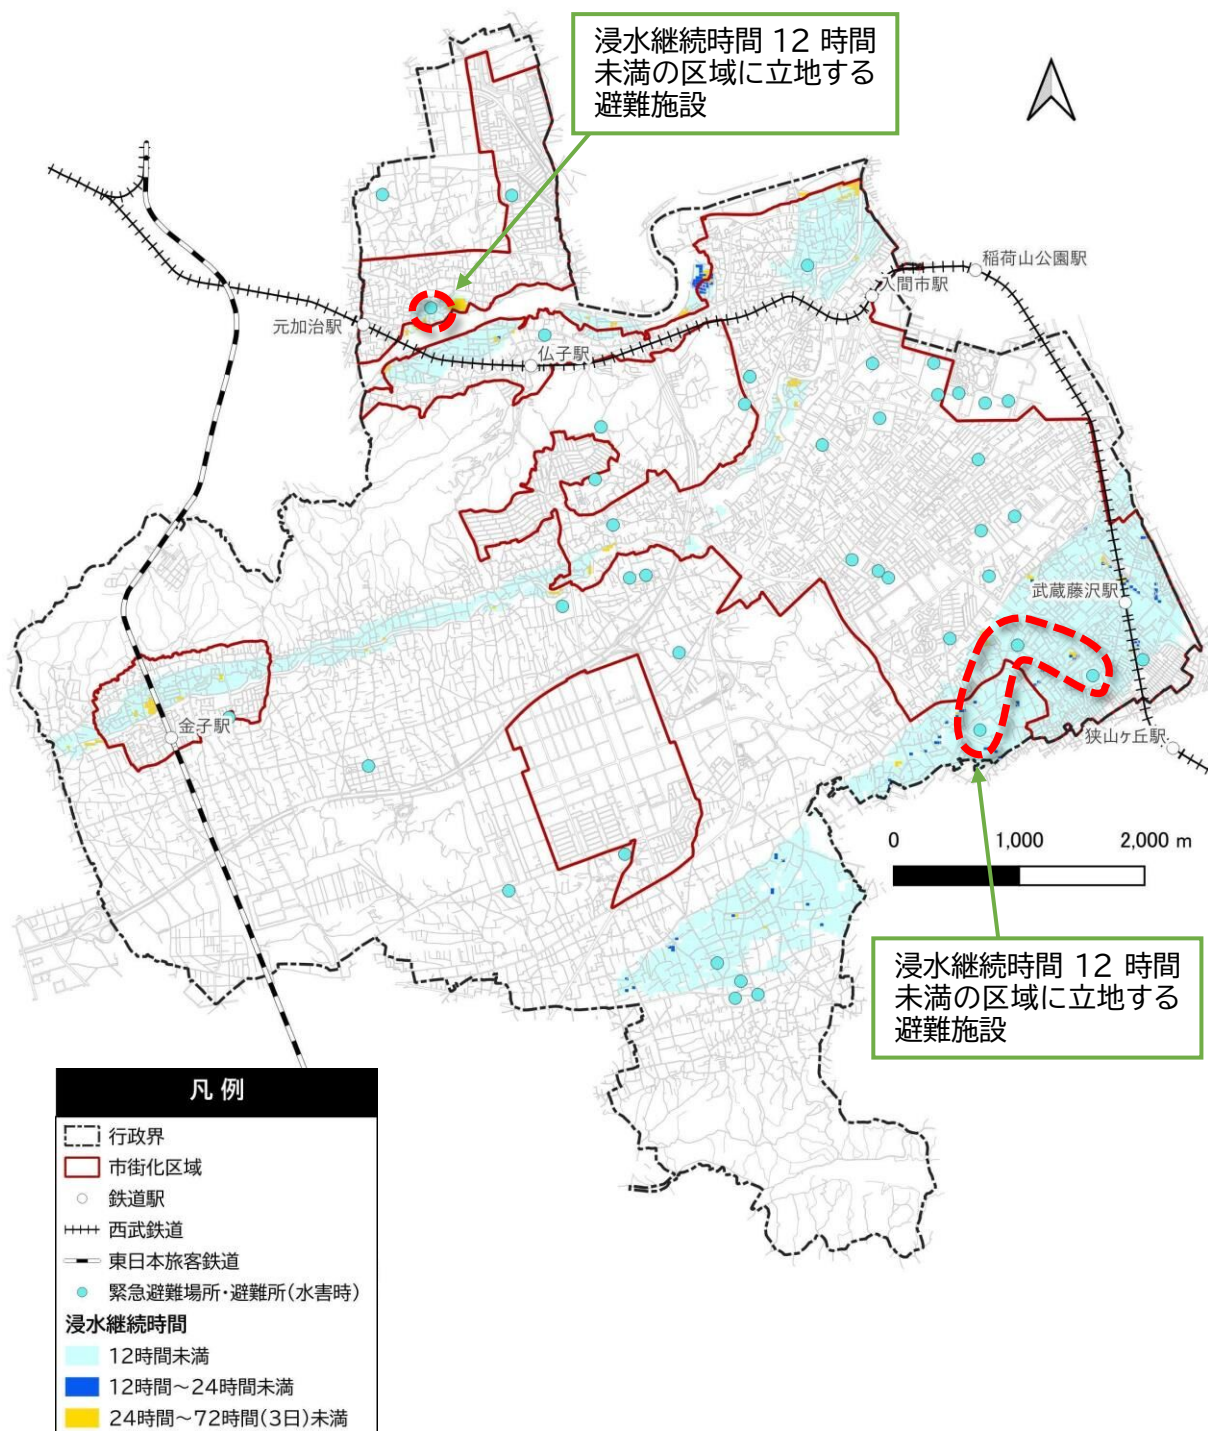 浸水継続時間 12 時間
未満の区域に立地する
避難施設
稲荷山公園駅
入間市駅
元加治駅
仏子駅
武蔵藤沢駅
金子駅
狭山ヶ丘駅
0 1,000 2,000 m
浸水継続時間 12 時間
未満の区域に立地する
避難施設
凡例
行政界
市街化区域
鉄道駅
西武鉄道
東日本旅客鉄道
緊急避難場所・避難所(水害時)
浸水継続時間
12時間未満
12時間～24時間未満
24時間～72時間(3日)未満